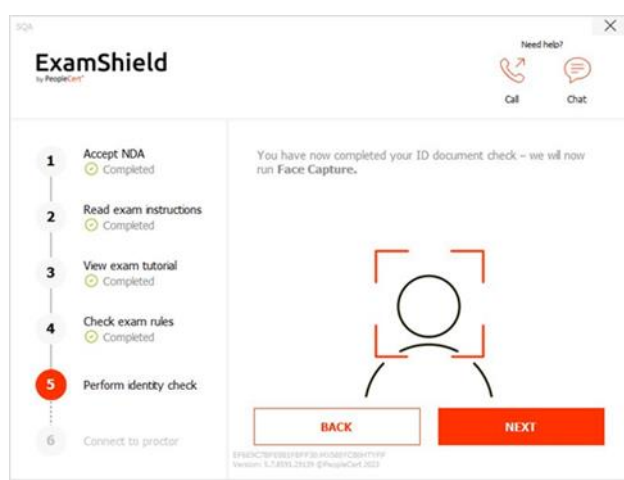 SQA
ExamShield
by PeopleCert
Need help?
Call
Chat
1
Accept NDA
Completed
2
Read exam instructions
Completed
3
View exam tutorial
Completed
4
Check exam rules
Completed
5
Perform identity check
6
Connect to proctor
You have now completed your ID document check – we will now
run Face Capture.
BACK
NEXT
©PeopleCert 2023